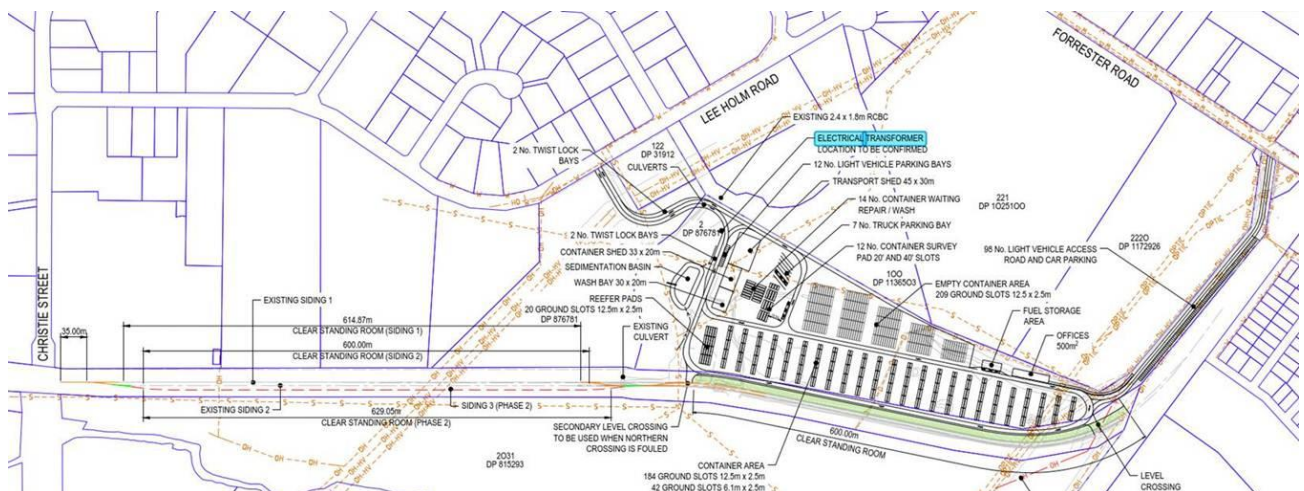 FORRESTER ROAD
LEE HOLM ROAD
CHRISTIE STREET
EXISTING 2.4 x 1.8m RCBC
ELECTRICAL TRANSFORMER
LOCATION TO BE CONFIRMED
12 No. LIGHT VEHICLE PARKING BAYS
TRANSPORT SHED 45 x 30m
14 No. CONTAINER WAITING
REPAIR / WASH
7 No. TRUCK PARKING BAY
12 No. CONTAINER SURVEY
PAD 20' AND 40' SLOTS
2 No. TWIST LOCK
BAYS
122
DP 31912
CULVERTS
2
DP 876781
2 No. TWIST LOCK BAYS
CONTAINER SHED 33 x 20m
SEDIMENTATION BASIN
WASH BAY 30 x 20m
REEFER PADS
20 GROUND SLOTS 12.5m x 2.5m
DP 876781
EXISTING
CULVERT
221
DP 1O251OO
222O
DP 1172926
98 No. LIGHT VEHICLE ACCESS
ROAD AND CAR PARKING
1OO
DP 11365O3
EMPTY CONTAINER AREA
209 GROUND SLOTS 12.5 x 2.5m
FUEL STORAGE
AREA
OFFICES
500m²
EXISTING SIDING 1
35.00m
614.87m
CLEAR STANDING ROOM (SIDING 1)
600.00m
CLEAR STANDING ROOM (SIDING 2)
EXISTING SIDING 2
629.05m
CLEAR STANDING ROOM (PHASE 2)
SIDING 3 (PHASE 2)
2O31
DP 815293
SECONDARY LEVEL CROSSING
TO BE USED WHEN NORTHERN
CROSSING IS FOULED
600.00m
CLEAR STANDING ROOM
CONTAINER AREA
184 GROUND SLOTS 12.5m x 2.5m
42 GROUND SLOTS 6.1m x 2.5m
LEVEL
CROSSING